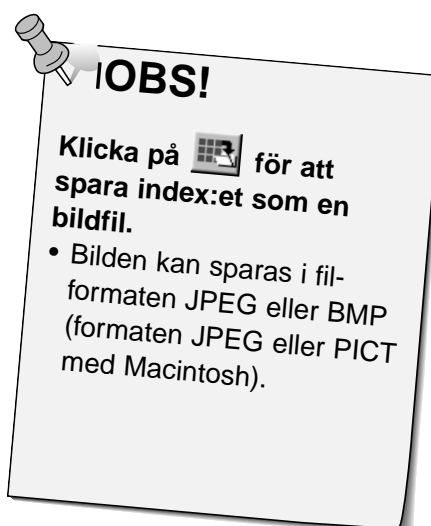 OBS!
Klicka på för att
spara index:et som en
bildfil.
• Bilden kan sparas i fil-
formaten JPEG eller BMP
(formaten JPEG eller PICT
med Macintosh).